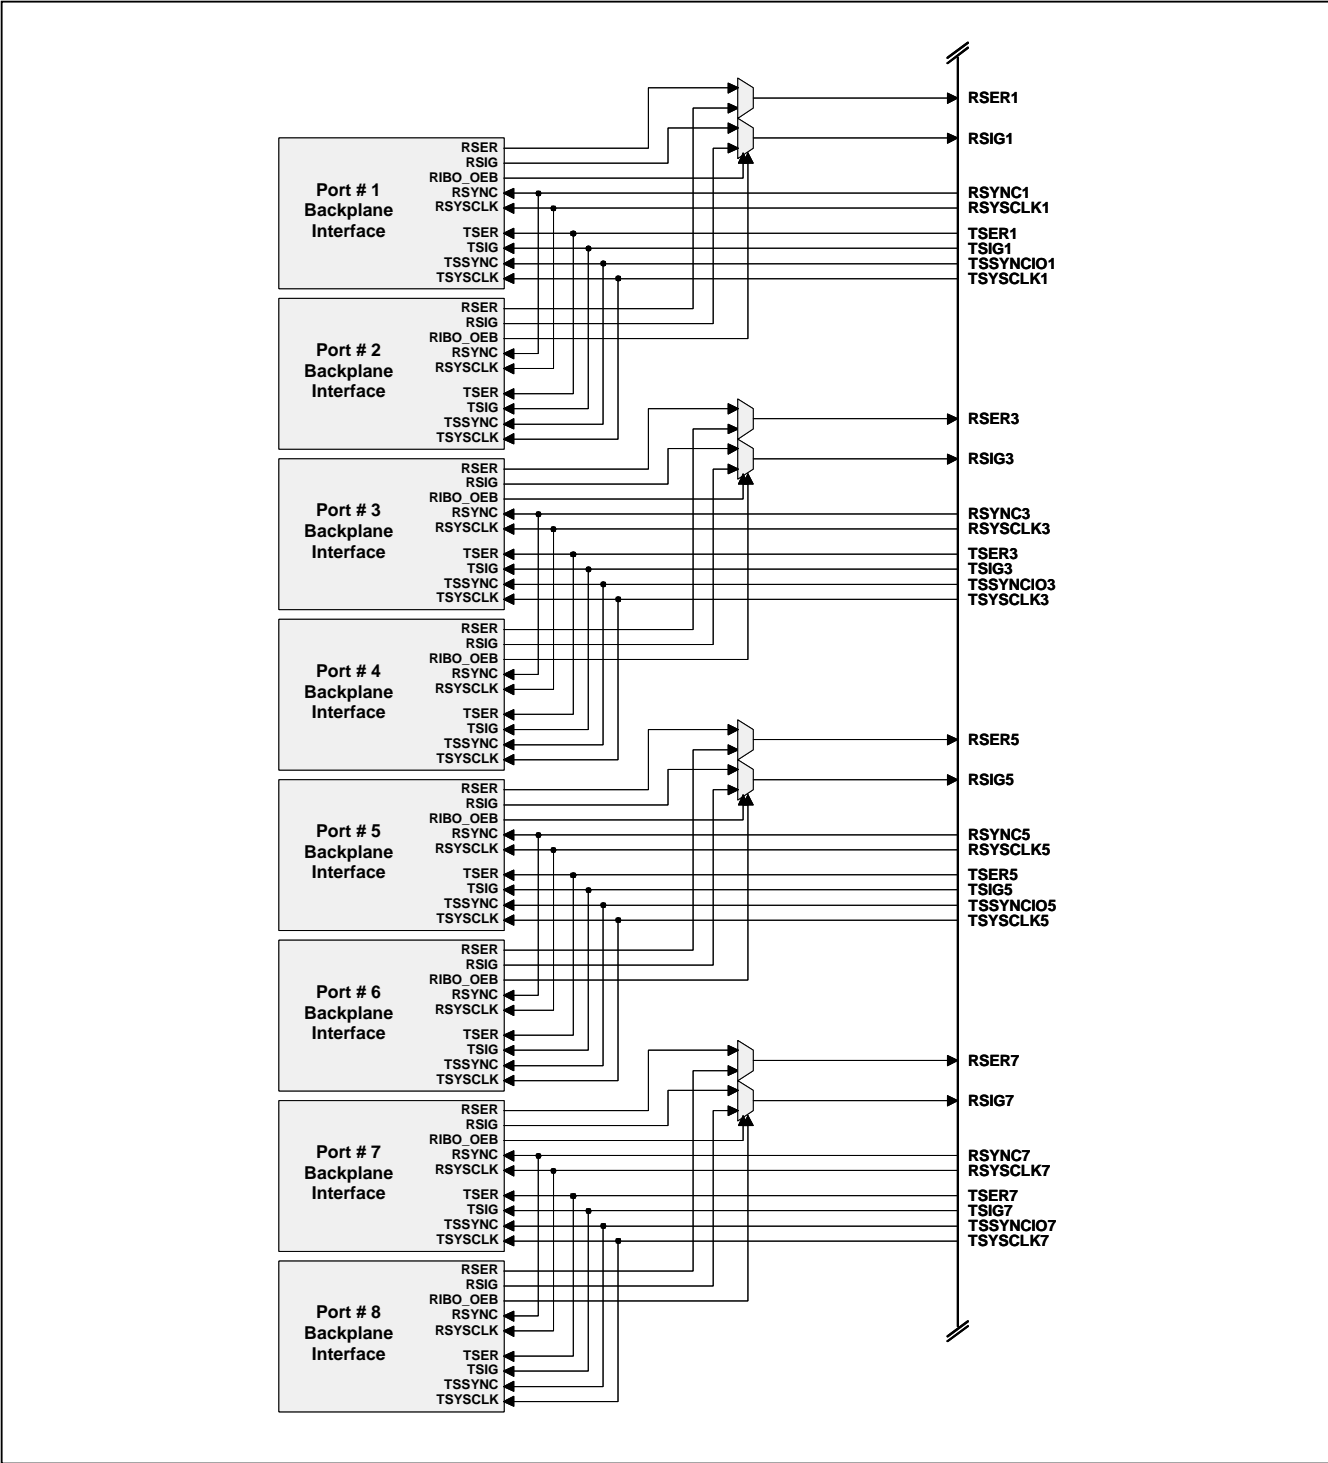 RSER1
RSIG1
Port # 1
Backplane
Interface
RSER
RSIG
RIBO_OEB
RSYNC
RSYSCLK
TSER
TSIG
TSSYNC
TSYSCLK
RSYNC1
RSYSCLK1
TSER1
TSIG1
TSSYNCIO1
TSYSCLK1
Port # 2
Backplane
Interface
RSER
RSIG
RIBO_OEB
RSYNC
RSYSCLK
TSER
TSIG
TSSYNC
TSYSCLK
RSER3
RSIG3
Port # 3
Backplane
Interface
RSER
RSIG
RIBO_OEB
RSYNC
RSYSCLK
TSER
TSIG
TSSYNC
TSYSCLK
RSYNC3
RSYSCLK3
TSER3
TSIG3
TSSYNCIO3
TSYSCLK3
Port # 4
Backplane
Interface
RSER
RSIG
RIBO_OEB
RSYNC
RSYSCLK
TSER
TSIG
TSSYNC
TSYSCLK
RSER5
RSIG5
Port # 5
Backplane
Interface
RSER
RSIG
RIBO_OEB
RSYNC
RSYSCLK
TSER
TSIG
TSSYNC
TSYSCLK
RSYNC5
RSYSCLK5
TSER5
TSIG5
TSSYNCIO5
TSYSCLK5
Port # 6
Backplane
Interface
RSER
RSIG
RIBO_OEB
RSYNC
RSYSCLK
TSER
TSIG
TSSYNC
TSYSCLK
RSER7
RSIG7
Port # 7
Backplane
Interface
RSER
RSIG
RIBO_OEB
RSYNC
RSYSCLK
TSER
TSIG
TSSYNC
TSYSCLK
RSYNC7
RSYSCLK7
TSER7
TSIG7
TSSYNCIO7
TSYSCLK7
Port # 8
Backplane
Interface
RSER
RSIG
RIBO_OEB
RSYNC
RSYSCLK
TSER
TSIG
TSSYNC
TSYSCLK